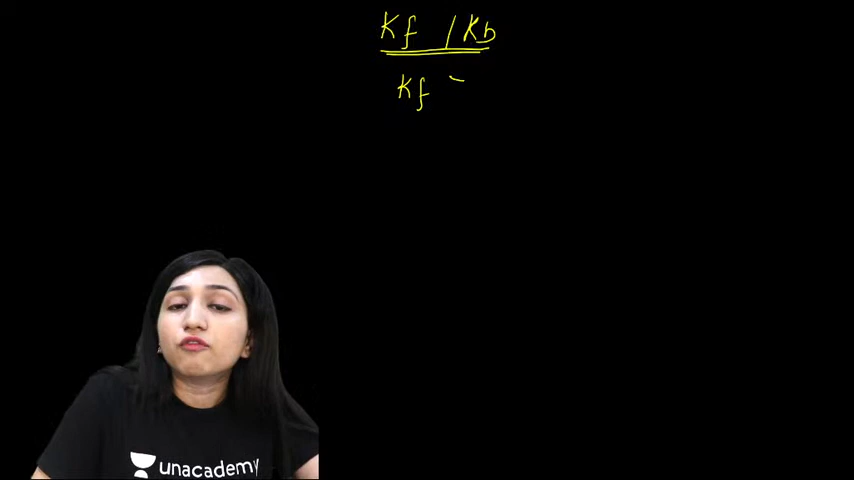 Kf / Kb
Kf =
unacademy